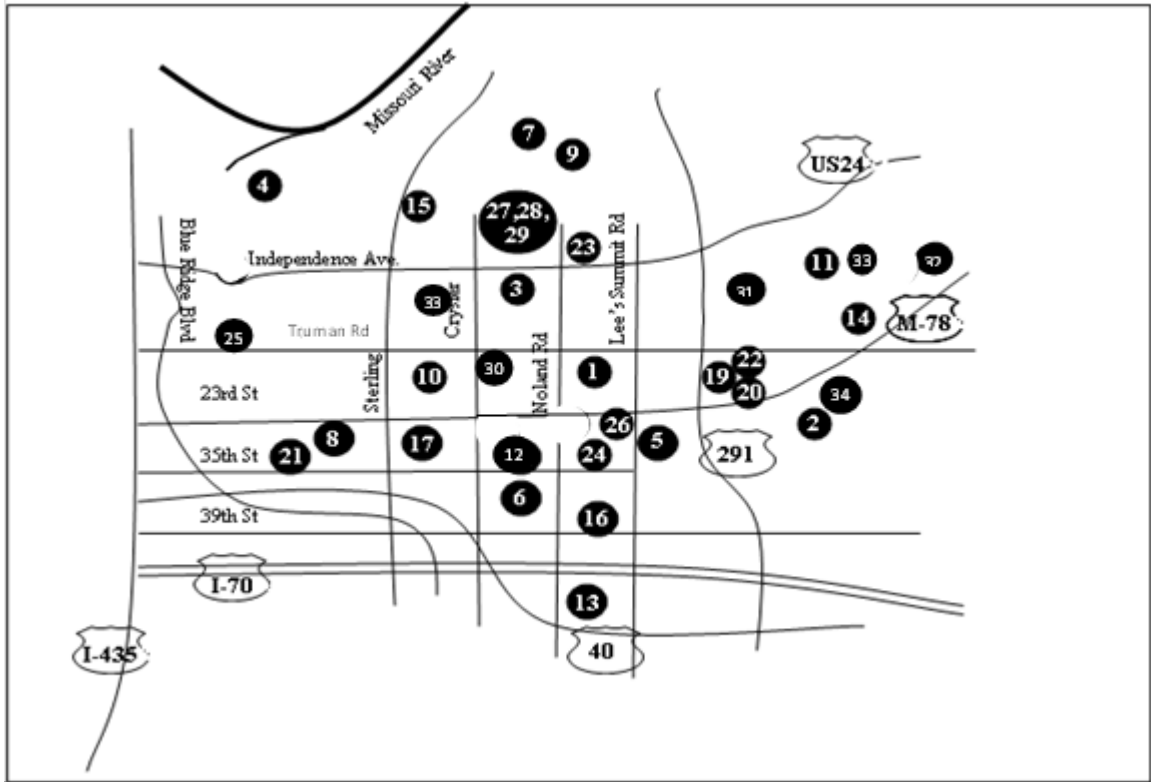 Missouri River
7
9
US24
4
15
27,28,
29
23
Lee's Summit Rd
Blue Ridge Blvd
Independence Ave.
11
33
32
3
31
33
Crysler
14
M-78
25
Truman Rd
Noland Rd
Sterling
30
1
22
19
10
20
34
23rd St
26
2
8
17
5
291
35th St
21
12
24
6
39th St
16
I-70
13
I-435
40